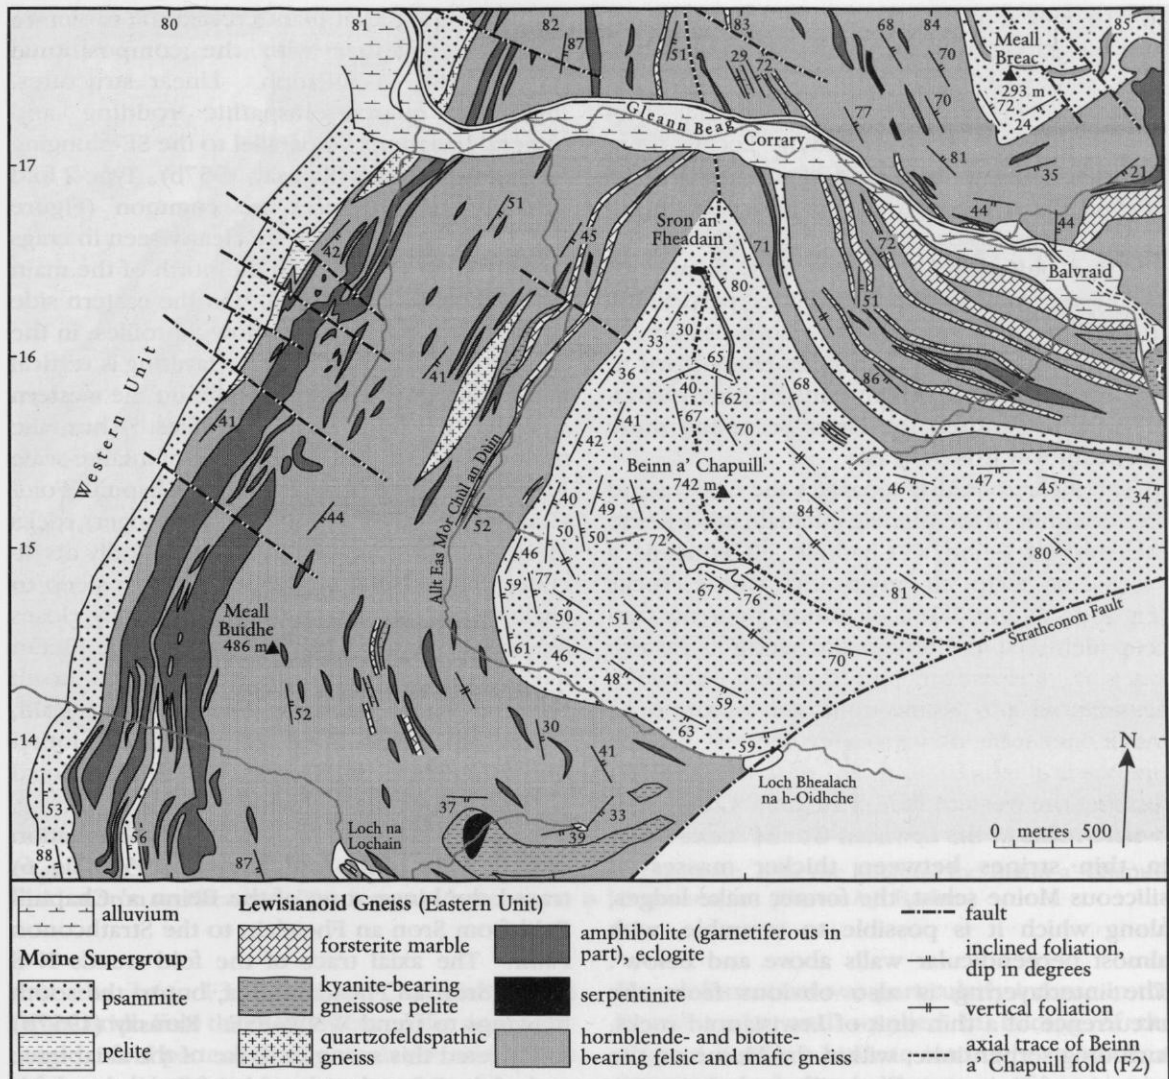 80
82
83
84
85
87
51
29
72
68
70
Meall
Breac
293 m
72
24
70
77
81
35
21
Gleann Beag
Corrary
17
42
51
45
Sron an
Fheadain
71
80
72
51
44
44
Balvraid
16
Western Unit
41
41
30
33
36
65
40
62
67
70
41
42
68
86
Beinn a' Chapuill
742 m
46
47
45
34
Allt Eas Mòr Chùl an Dùin
44
52
40
49
50
50
84
15
46
72
80
59
77
50
67
76
81
51
Strathconon Fault
Meall
Buidhe
486 m
61
46
48
59
70
52
30
63
59
14
41
N
53
56
88
87
Loch na
Lochain
37
39
33
Loch Bhealach
na h-Oidhche
0 metres 500
alluvium
Moine Supergroup
psammite
pelite
Lewisianoid Gneiss (Eastern Unit)
forsterite marble
kyanite-bearing
gneissose pelite
quartzofeldspathic
gneiss
amphibolite (garnetiferous in
part), eclogite
serpentinite
hornblende- and biotite-
bearing felsic and mafic gneiss
fault
inclined foliation
dip in degrees
vertical foliation
axial trace of Beinn
a' Chapuill fold (F2)